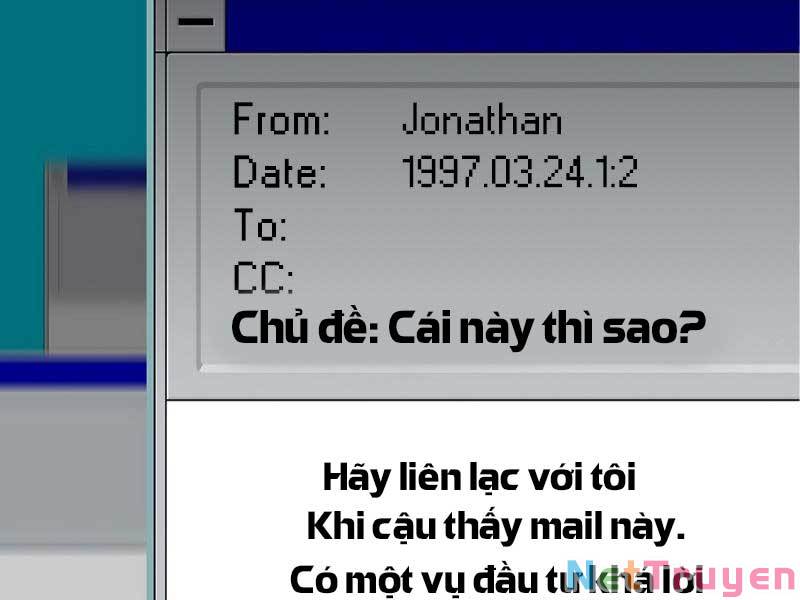 From: Jonathan
Date: 1997.03.24.1:2
To:
CC:
Chủ đề: Cái này thì sao?
Hãy liên lạc với tôi
Khi cậu thấy mail này.
Có một vụ đầu tư khá lời
NetTruyen